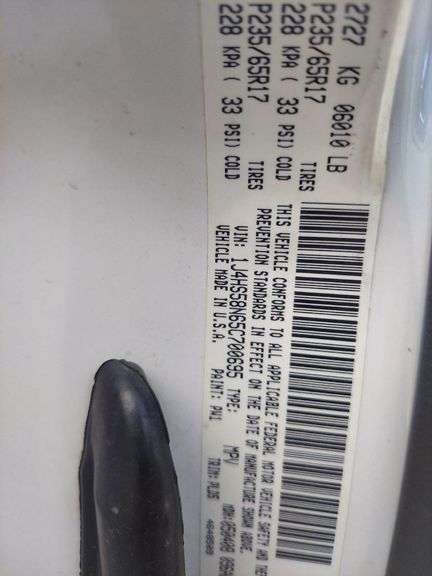 2727 KG 06010 LB
P235/65R17 TIRES
228 KPA ( 33 PSI) COLD
P235/65R17 TIRES
228 KPA ( 33 PSI) COLD
THIS VEHICLE CONFORMS TO ALL APPLICABLE FEDERAL MOTOR VEHICLE SAFETY AND
PREVENTION STANDARDS IN EFFECT ON THE DATE OF MANUFACTURE SHOWN ABOVE.
VIN: 1J4HS58N65C700695 TYPE: MPV
VEHICLE MADE IN U.S.A. PAINT: PW1 TRIM: